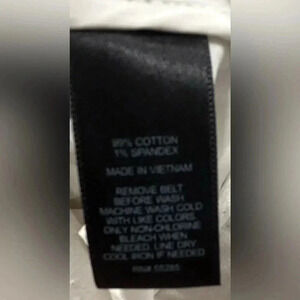 99% COTTON
1% SPANDEX
MADE IN VIETNAM
REMOVE BELT
BEFORE WASH.
MACHINE WASH COLD
WITH LIKE COLORS.
ONLY NON-CHLORINE
BLEACH WHEN
NEEDED. LINE DRY.
COOL IRON IF NEEDED
RN#